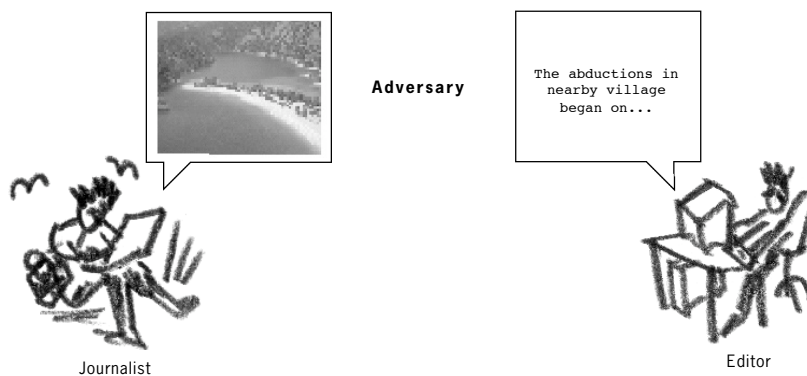 Adversary
The abductions in
nearby village
began on...
Journalist
Editor